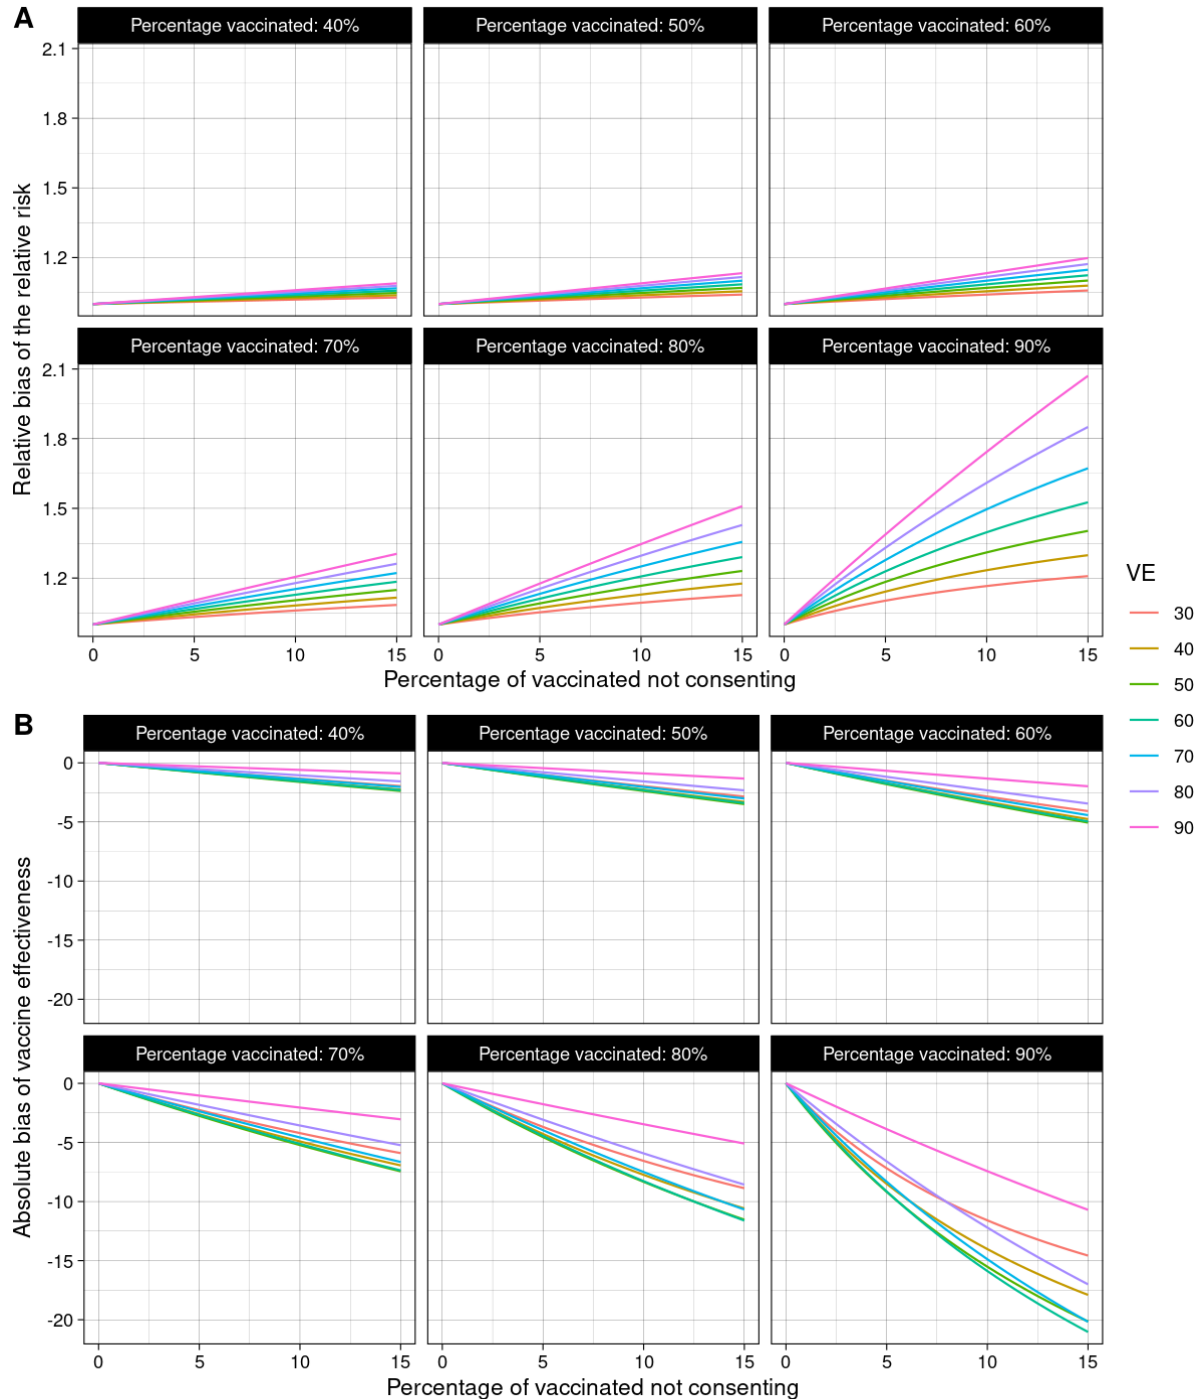 A
Percentage vaccinated: 40%
Percentage vaccinated: 50%
Percentage vaccinated: 60%
2.1
1.8
1.5
1.2
Relative bias of the relative risk
Percentage vaccinated: 70%
Percentage vaccinated: 80%
Percentage vaccinated: 90%
2.1
1.8
1.5
1.2
0 5 10 15 0 5 10 15 0 5 10 15
Percentage of vaccinated not consenting
VE
30
40
50
60
70
80
90
B
Percentage vaccinated: 40%
Percentage vaccinated: 50%
Percentage vaccinated: 60%
0
-5
-10
-15
-20
Absolute bias of vaccine effectiveness
Percentage vaccinated: 70%
Percentage vaccinated: 80%
Percentage vaccinated: 90%
0
-5
-10
-15
-20
0 5 10 15 0 5 10 15 0 5 10 15
Percentage of vaccinated not consenting